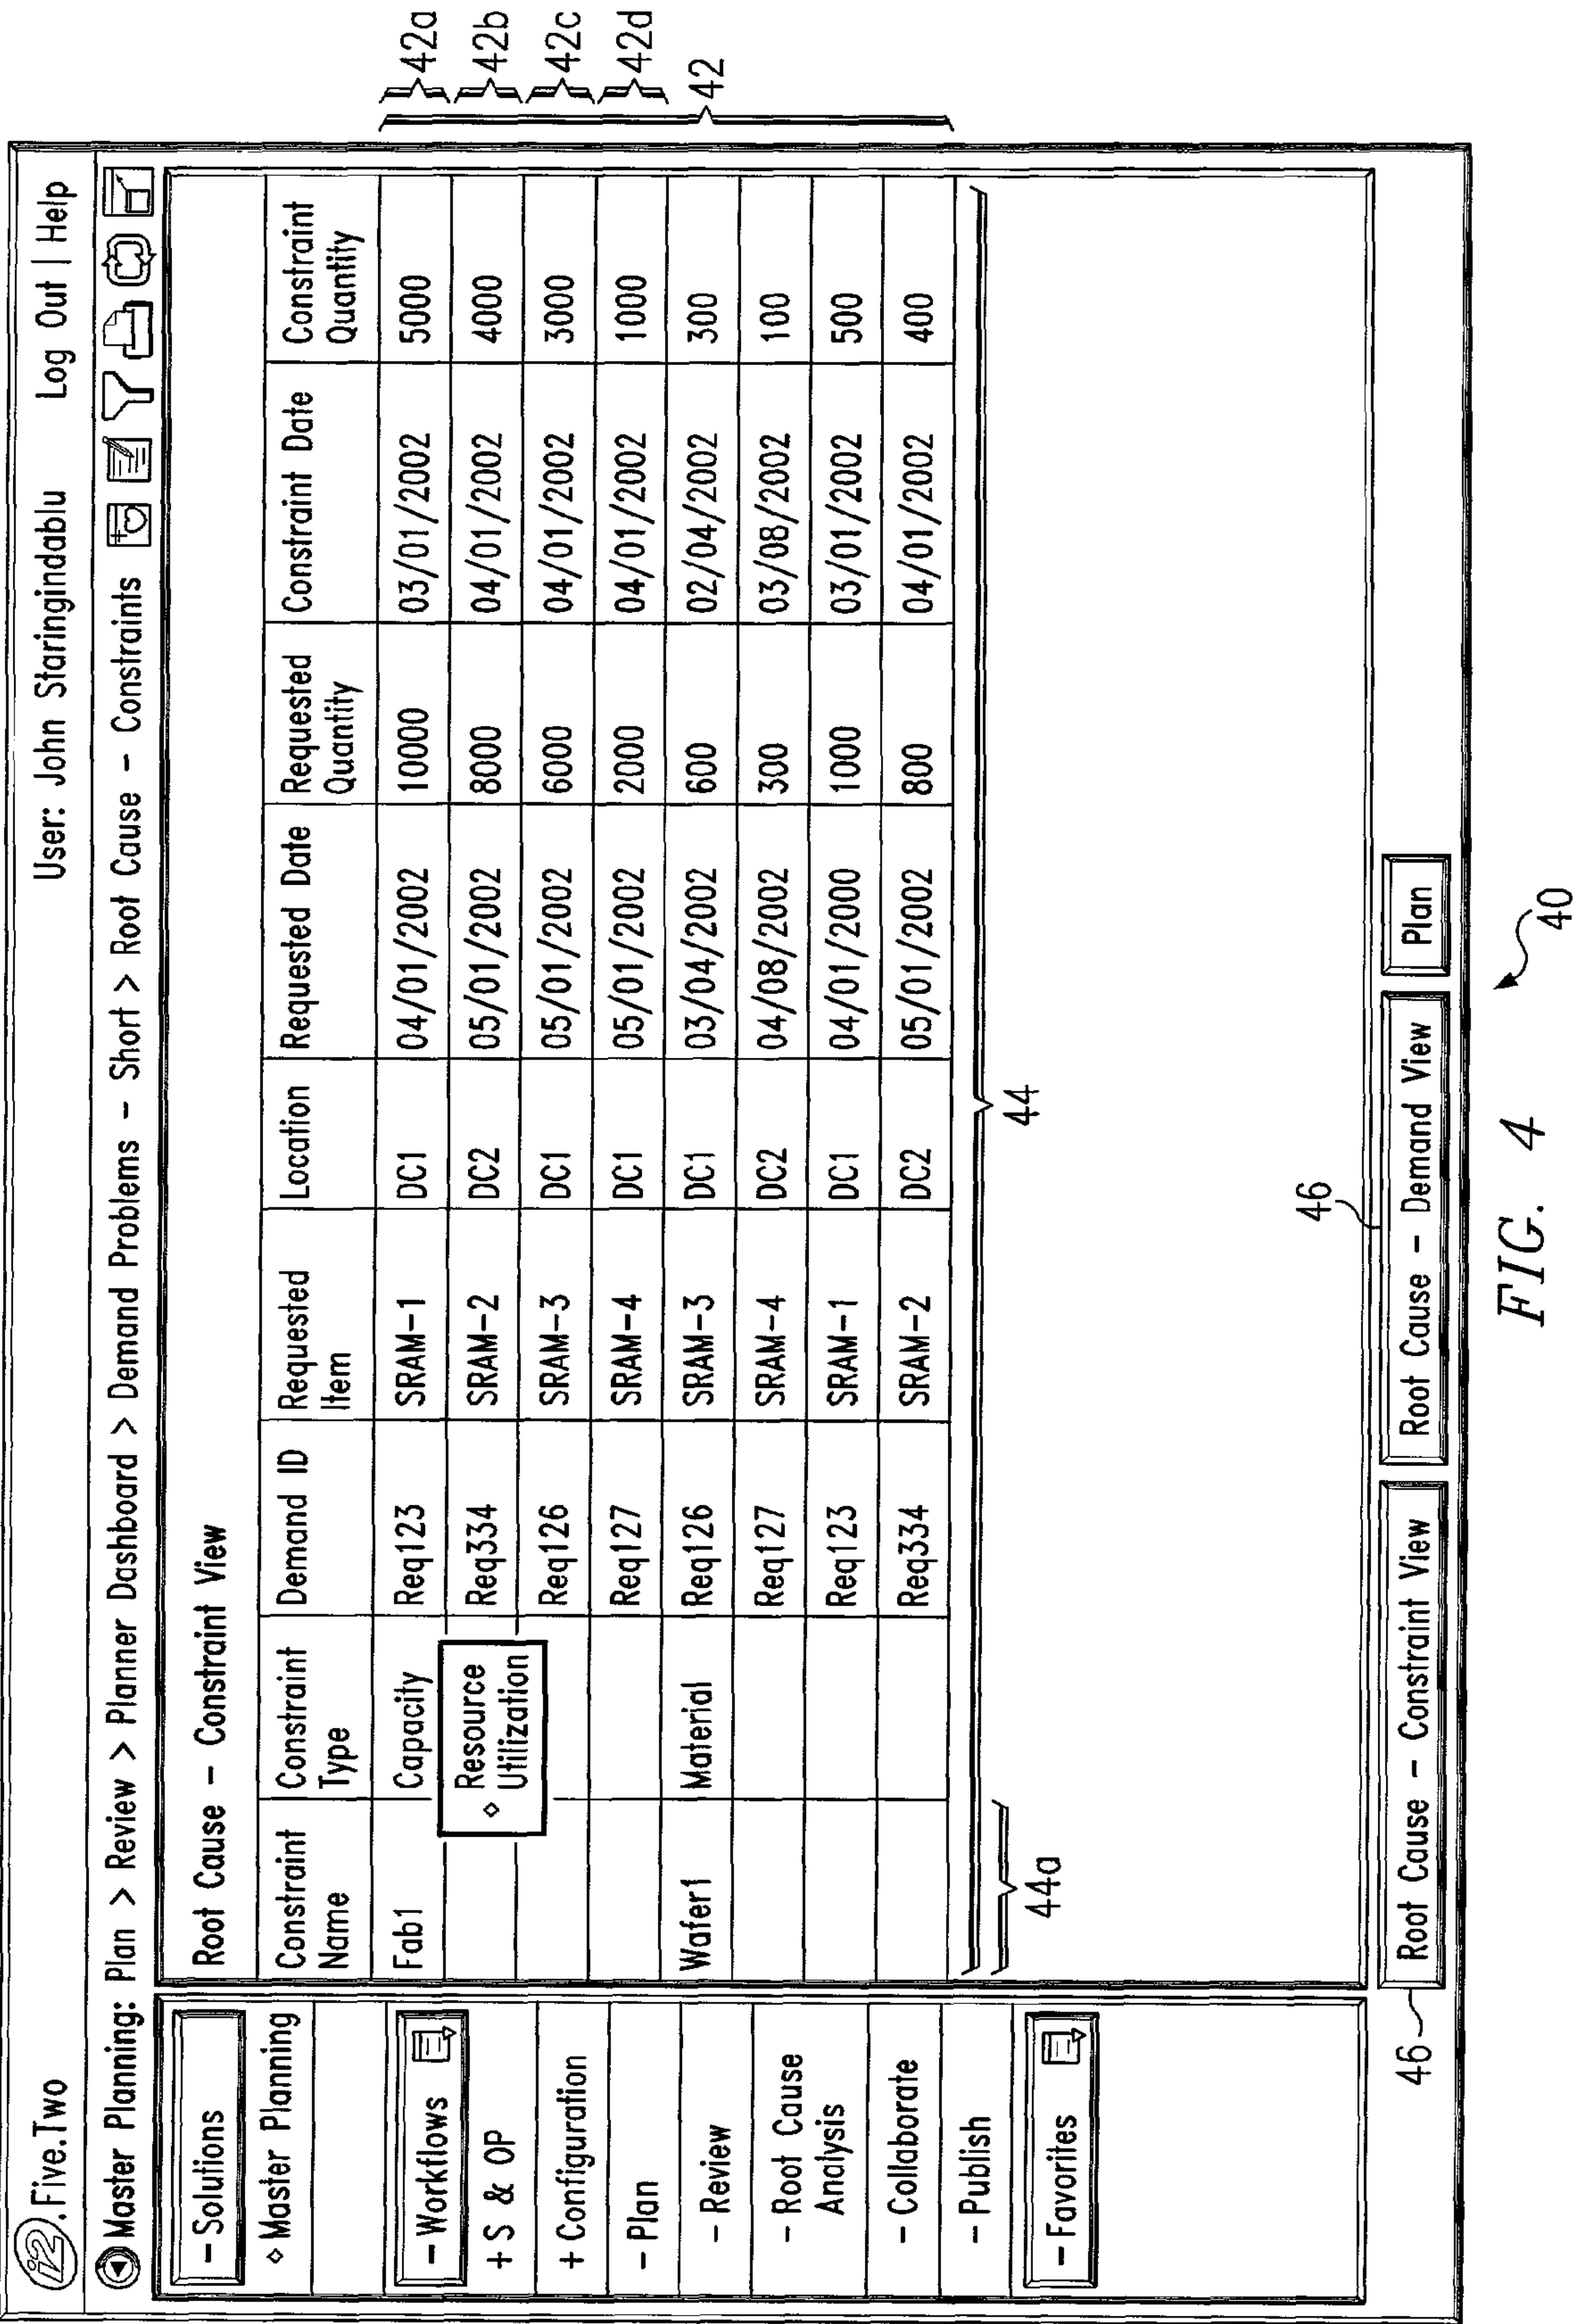 i2.Five.Two
User: John Staringindablu
Log Out | Help
Master Planning: Plan > Review > Planner Dashboard > Demand Problems – Short > Root Cause – Constraints
– Solutions
◇ Master Planning
– Workflows
+ S & OP
+ Configuration
– Plan
– Review
– Root Cause
Analysis
– Collaborate
– Publish
– Favorites
Root Cause – Constraint View
Constraint Name | Constraint Type | Demand ID | Requested Item | Location | Requested Date | Requested Quantity | Constraint Date | Constraint Quantity
Fab1 | Capacity | Req123 | SRAM–1 | DC1 | 04/01/2002 | 10000 | 03/01/2002 | 5000
Req334 | SRAM–2 | DC2 | 05/01/2002 | 8000 | 04/01/2002 | 4000
Req126 | SRAM–3 | DC1 | 05/01/2002 | 6000 | 04/01/2002 | 3000
Req127 | SRAM–4 | DC1 | 05/01/2002 | 2000 | 04/01/2002 | 1000
Wafer1 | Material | Req126 | SRAM–3 | DC1 | 03/04/2002 | 600 | 02/04/2002 | 300
Req127 | SRAM–4 | DC2 | 04/08/2002 | 300 | 03/08/2002 | 100
Req123 | SRAM–1 | DC1 | 04/01/2000 | 1000 | 03/01/2002 | 500
Req334 | SRAM–2 | DC2 | 05/01/2002 | 800 | 04/01/2002 | 400
◇ Resource
Utilization
42a
42b
42c
42d
42
44a
44
46
46
Root Cause – Constraint View
Root Cause – Demand View
Plan
40
FIG. 4